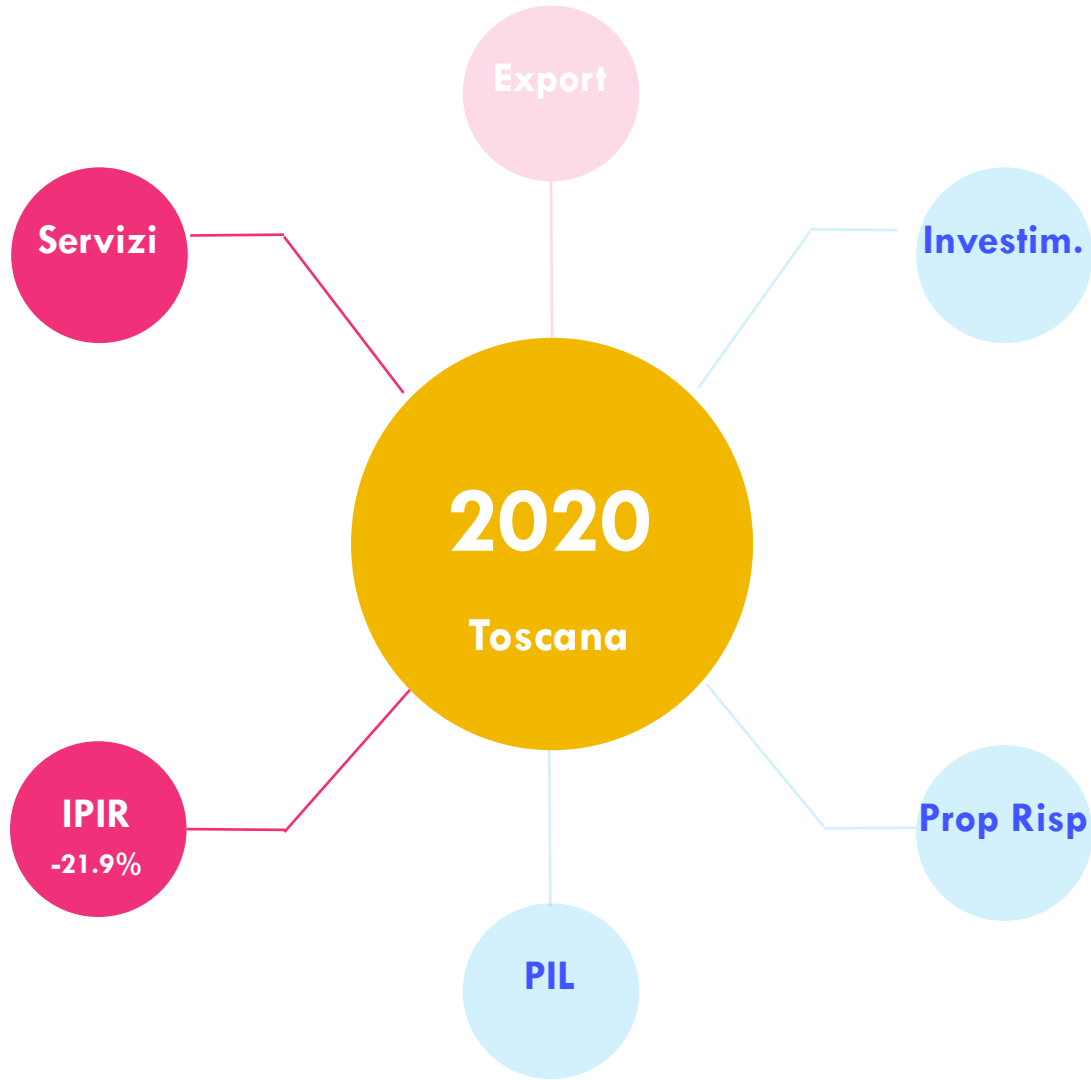 Export
Servizi
Investim.
2020
Toscana
IPIR
-21.9%
Prop Risp
PIL